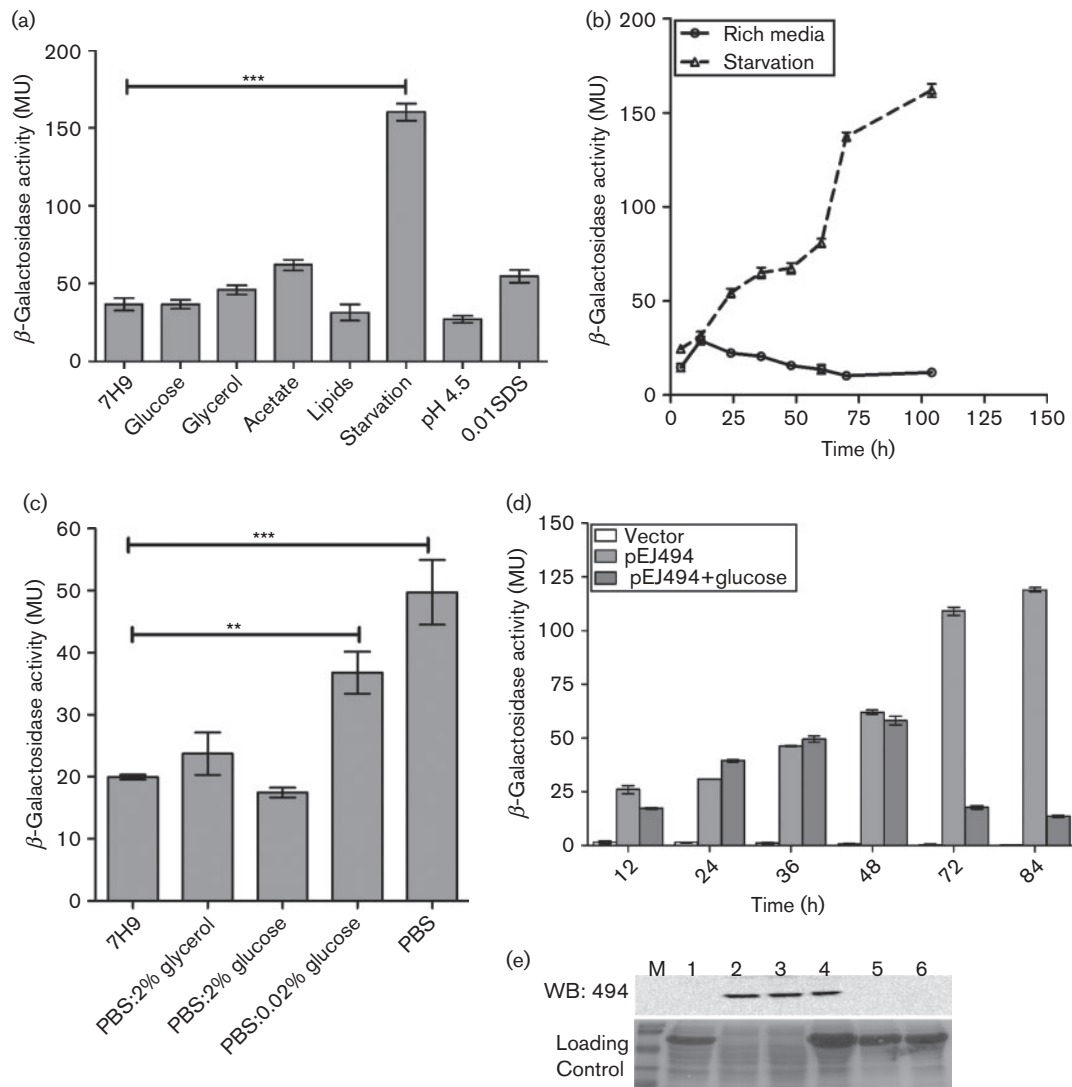 (a)
β-Galactosidase activity (MU)
200
150
100
50
0
***
7H9
Glucose
Glycerol
Acetate
Lipids
Starvation
pH 4.5
0.01SDS
(b)
β-Galactosidase activity (MU)
200
150
100
50
0
Rich media
Starvation
0
25
50
75
100
125
150
Time (h)
(c)
β-Galactosidase activity (MU)
60
50
40
30
20
10
0
***
**
7H9
PBS:2% glycerol
PBS:2% glucose
PBS:0.02% glucose
PBS
(d)
β-Galactosidase activity (MU)
150
125
100
75
50
25
0
Vector
pEJ494
pEJ494+glucose
12
24
36
48
72
84
Time (h)
(e)
M 1 2 3 4 5 6
WB: 494
Loading
Control